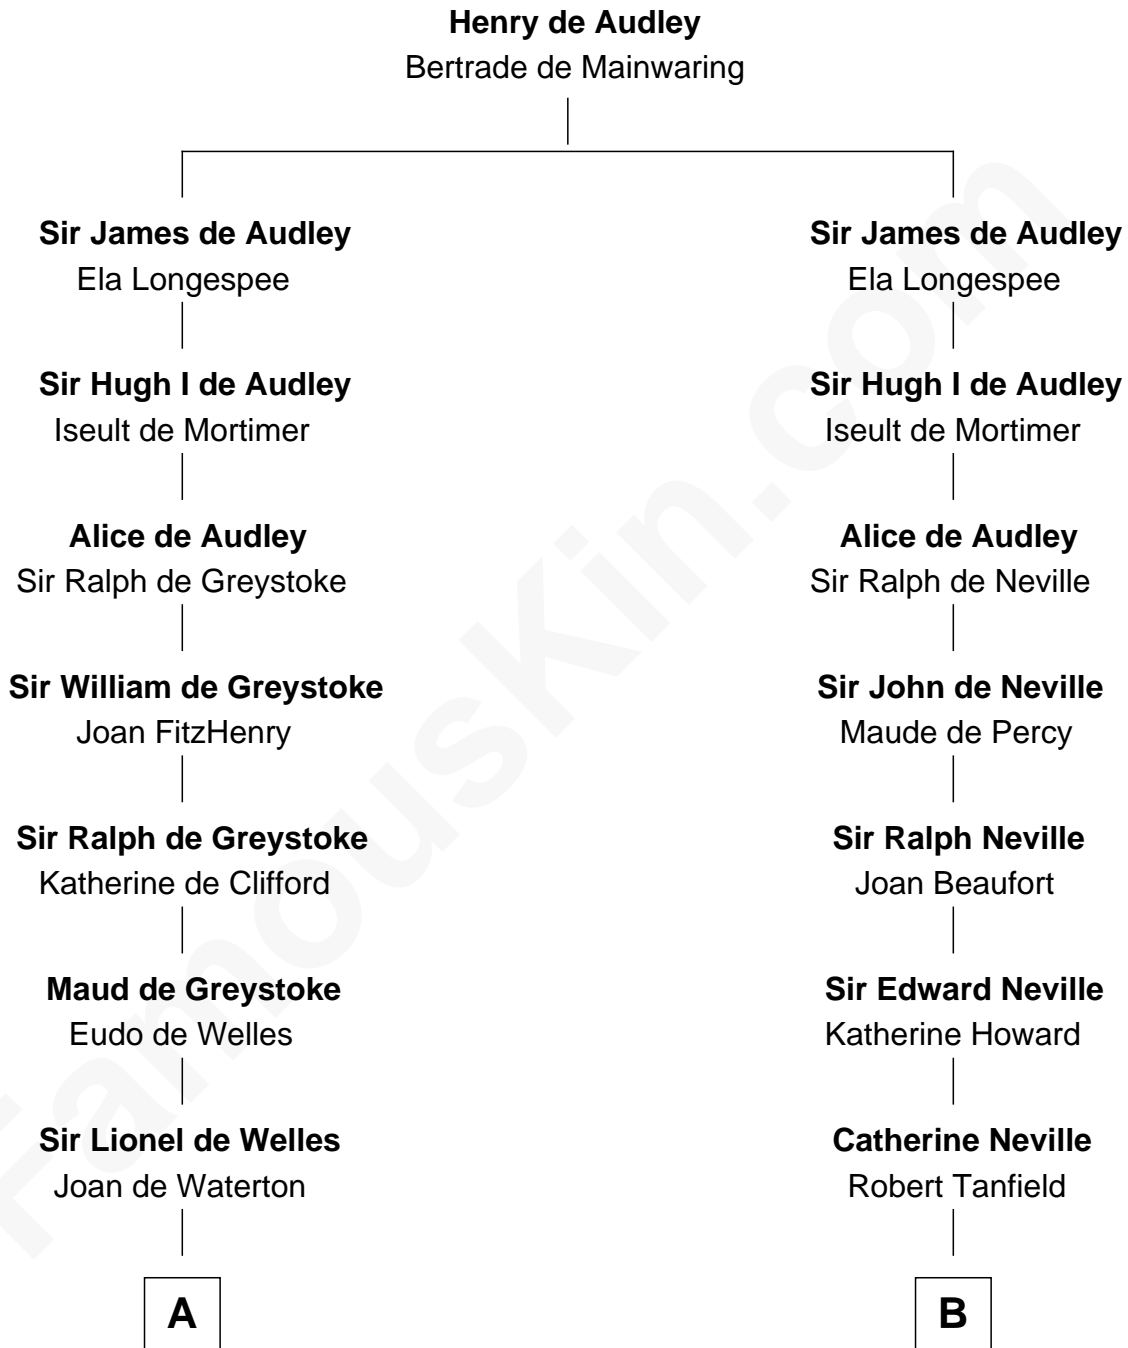 Henry de Audley
Bertrade de Mainwaring
Sir James de Audley
Ela Longespee
Sir Hugh I de Audley
Iseult de Mortimer
Alice de Audley
Sir Ralph de Greystoke
Sir William de Greystoke
Joan FitzHenry
Sir Ralph de Greystoke
Katherine de Clifford
Maud de Greystoke
Eudo de Welles
Sir Lionel de Welles
Joan de Waterton
A
Sir James de Audley
Ela Longespee
Sir Hugh I de Audley
Iseult de Mortimer
Alice de Audley
Sir Ralph de Neville
Sir John de Neville
Maude de Percy
Sir Ralph Neville
Joan Beaufort
Sir Edward Neville
Katherine Howard
Catherine Neville
Robert Tanfield
B
FamousKin.com